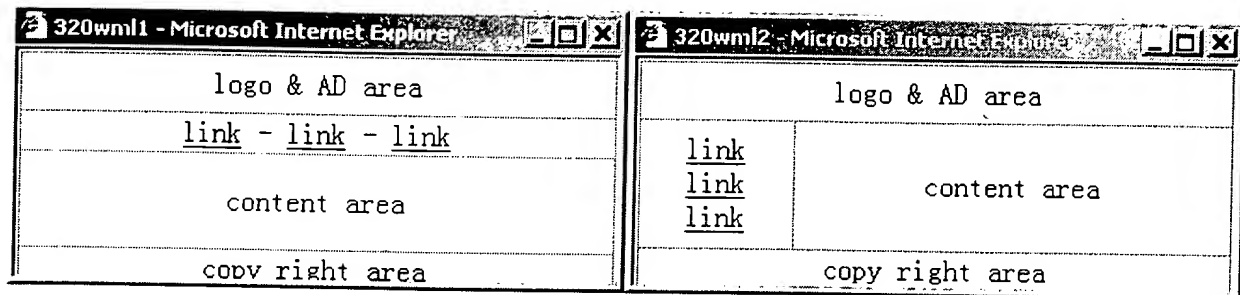 320wml1 - Microsoft Internet Explorer
logo & AD area
link - link - link
content area
copy right area
320wml2 - Microsoft Internet Explorer
logo & AD area
link
link
link
content area
copy right area